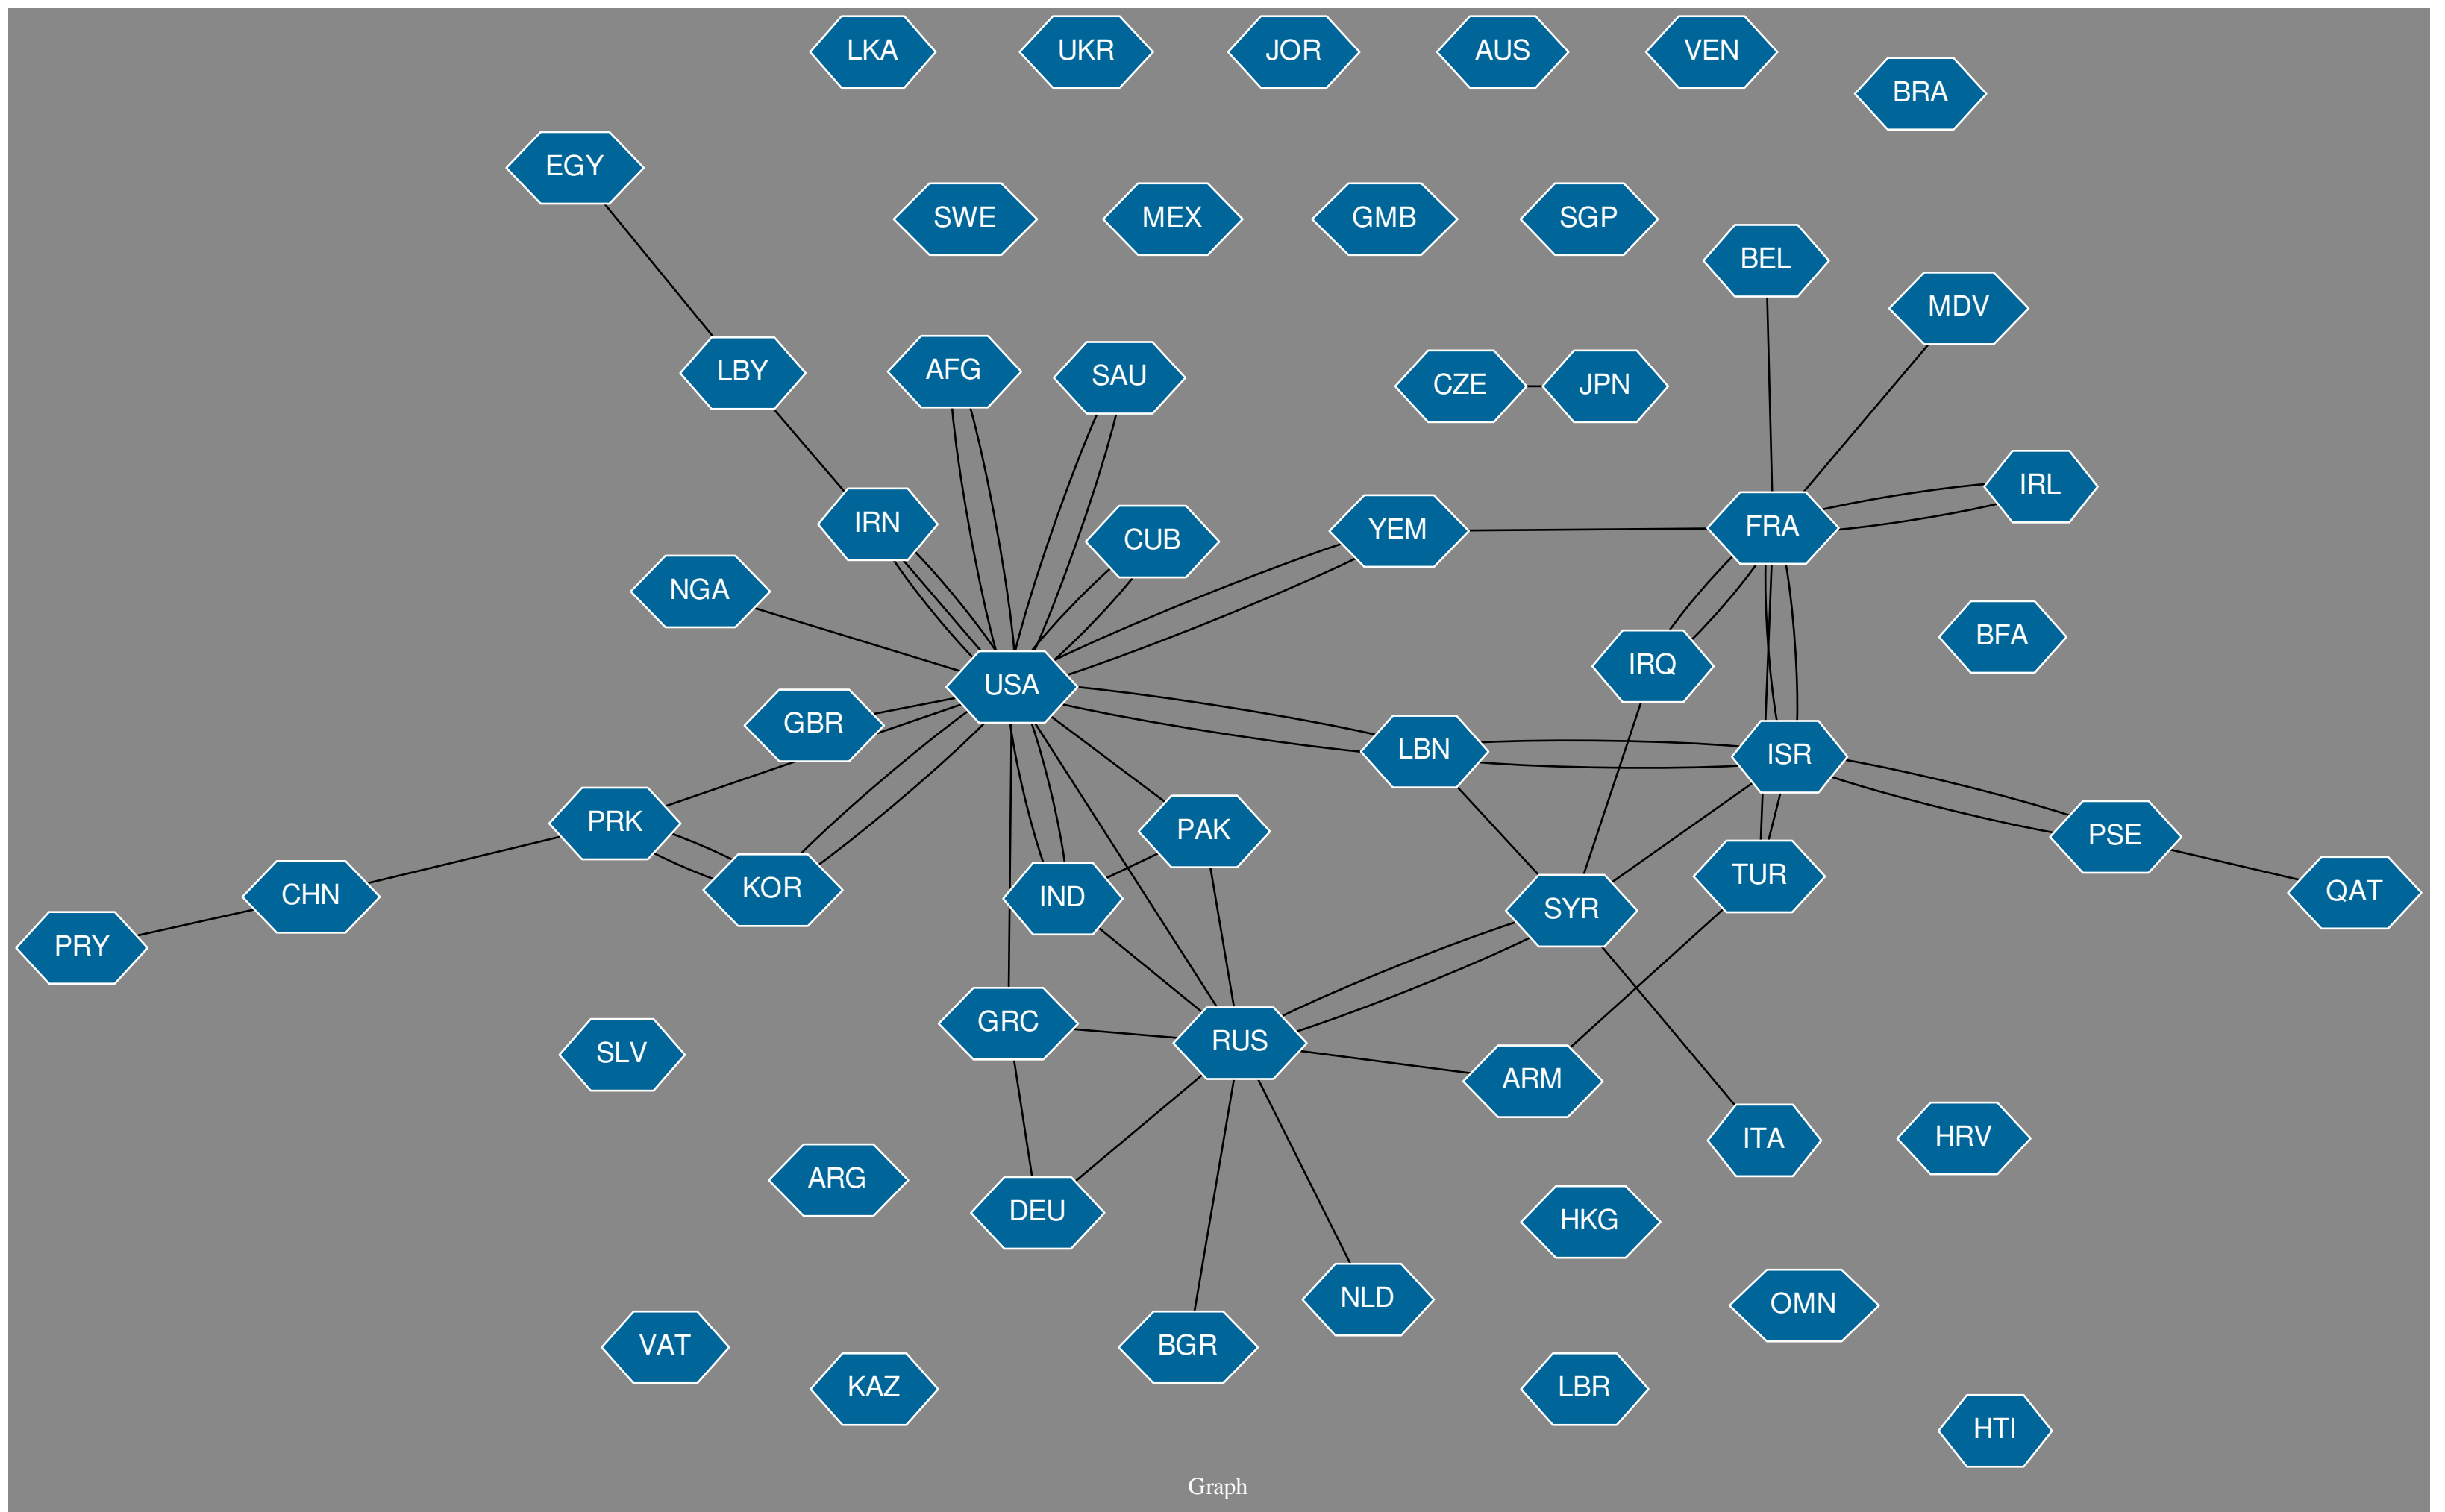 LKA
UKR
JOR
AUS
VEN
BRA
EGY
SWE
MEX
GMB
SGP
BEL
MDV
LBY
AFG
SAU
CZE
JPN
IRL
IRN
CUB
YEM
FRA
NGA
BFA
IRQ
USA
GBR
LBN
ISR
PRK
PAK
PSE
CHN
KOR
IND
TUR
QAT
PRY
SYR
GRC
RUS
SLV
ARM
ITA
HRV
ARG
DEU
HKG
NLD
OMN
VAT
BGR
KAZ
LBR
HTI
Graph